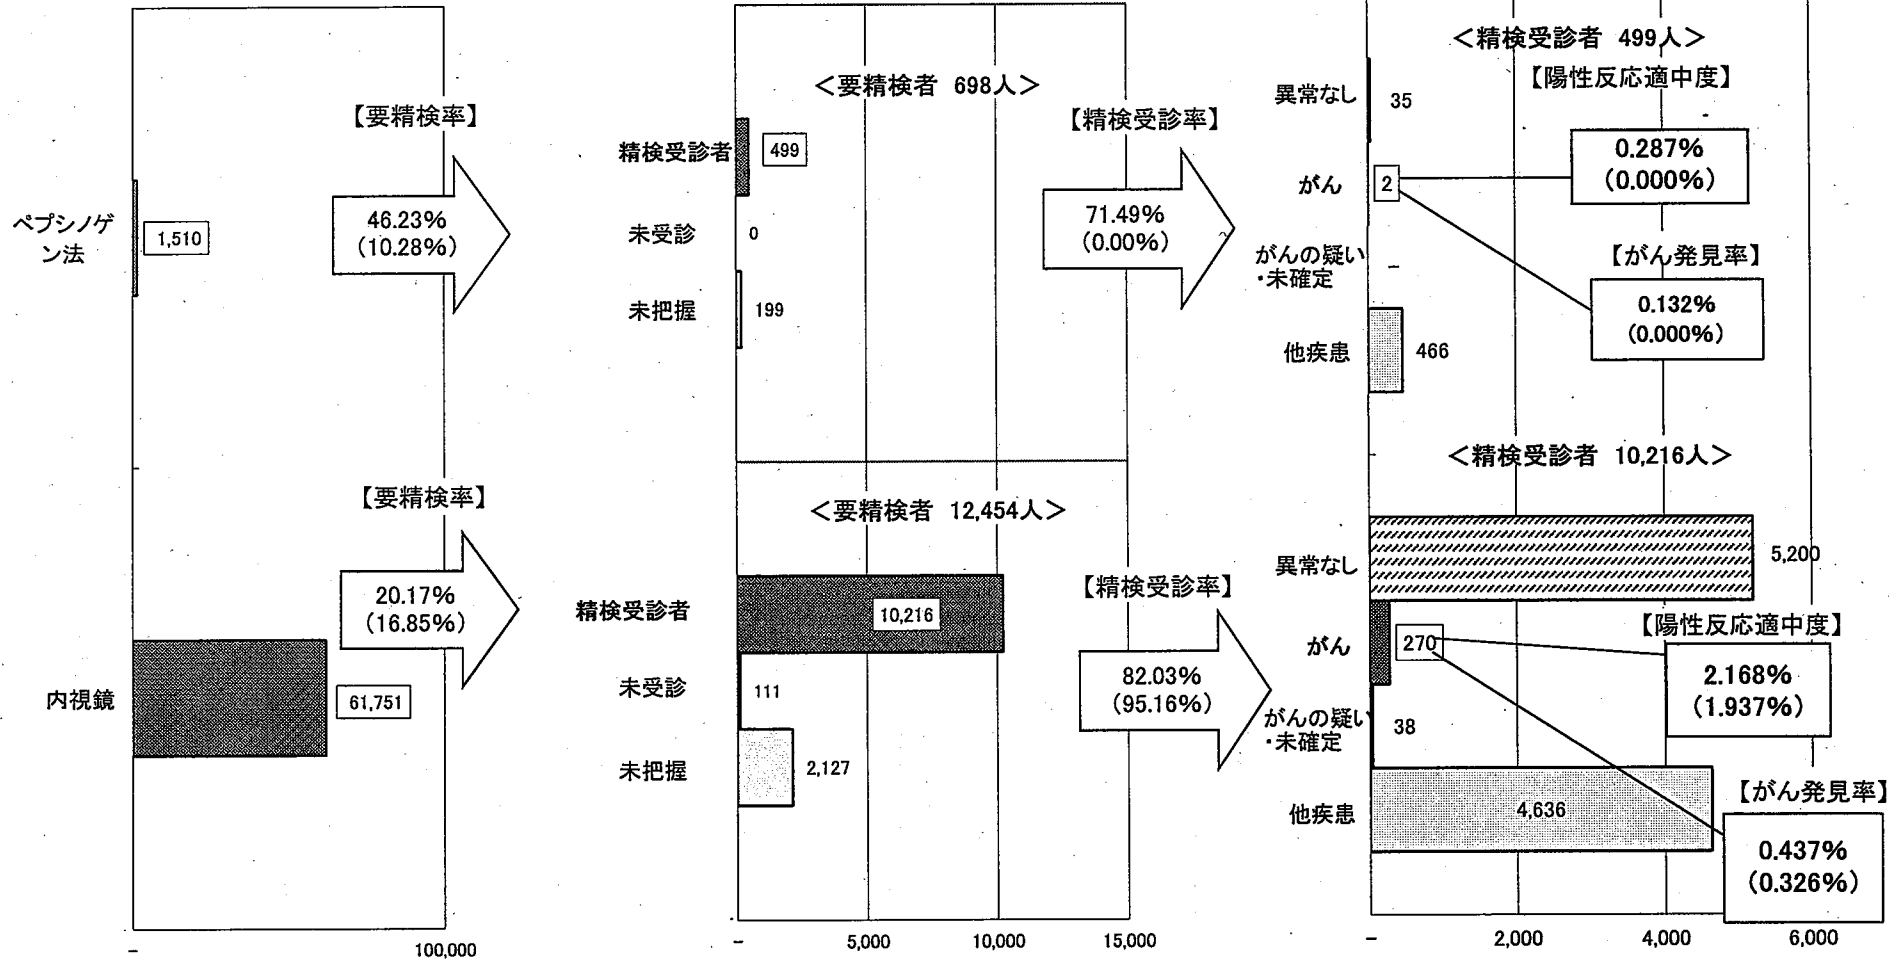 ペプシノゲ
ン法
1,510
【要精検率】
46.23%
(10.28%)
＜要精検者 698人＞
精検受診者
499
未受診
0
未把握
199
【精検受診率】
71.49%
(0.00%)
＜精検受診者 499人＞
異常なし
35
【陽性反応適中度】
0.287%
(0.000%)
がん
2
がんの疑い
・未確定
-
【がん発見率】
0.132%
(0.000%)
他疾患
466
内視鏡
61,751
【要精検率】
20.17%
(16.85%)
＜要精検者 12,454人＞
精検受診者
10,216
未受診
111
未把握
2,127
【精検受診率】
82.03%
(95.16%)
＜精検受診者 10,216人＞
異常なし
5,200
がん
270
【陽性反応適中度】
2.168%
(1.937%)
がんの疑い
・未確定
38
他疾患
4,636
【がん発見率】
0.437%
(0.326%)
- 100,000
- 5,000 10,000 15,000
- 2,000 4,000 6,000